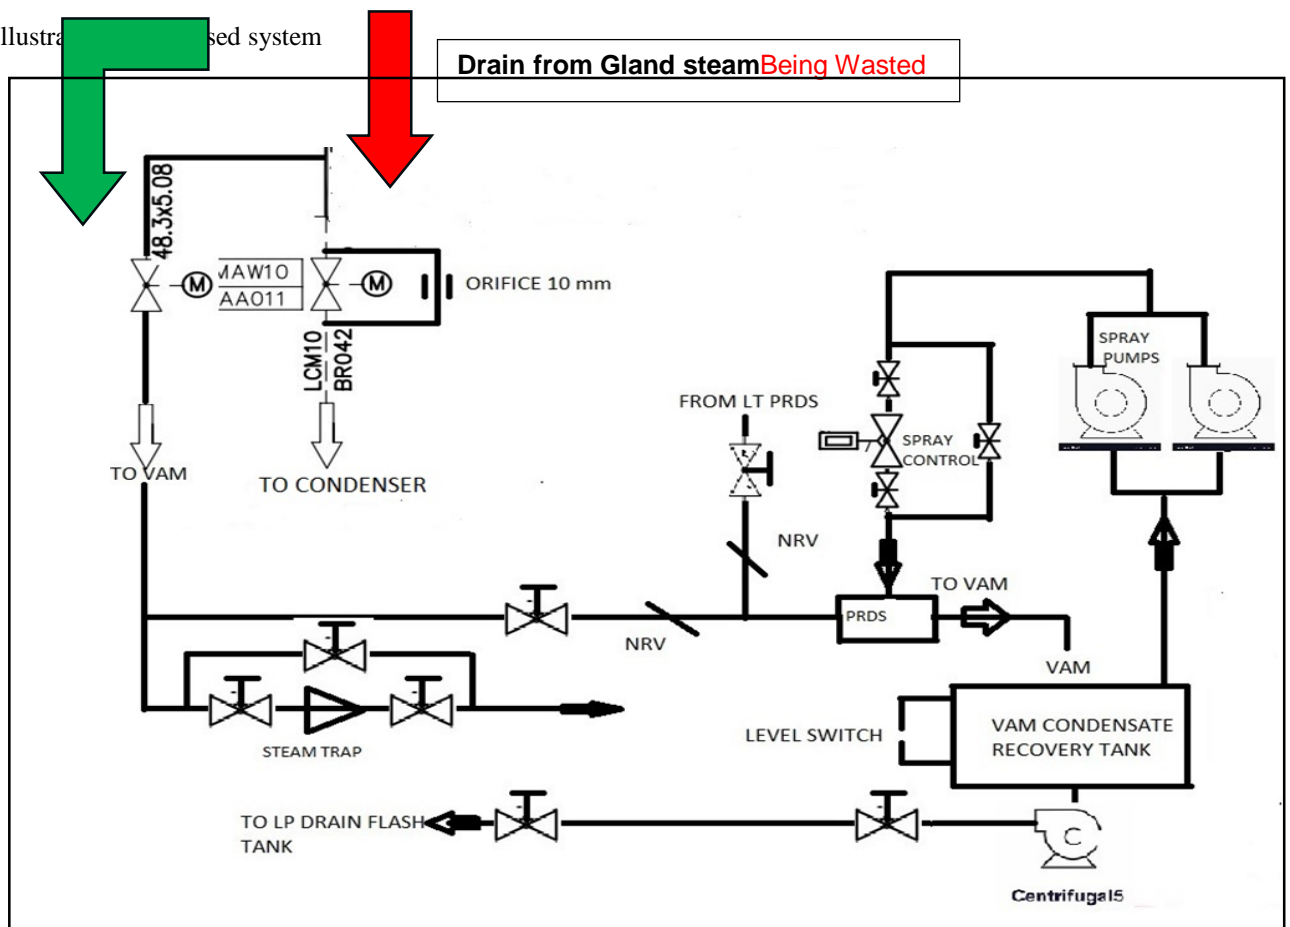 sed system
Drain from Gland steamBeing Wasted
48.3x5.08
M
MAW10
AA011
M
ORIFICE 10 mm
LCM10
BR042
SPRAY
PUMPS
FROM LT PRDS
SPRAY
CONTROL
TO VAM
TO CONDENSER
NRV
TO VAM
PRDS
NRV
VAM
STEAM TRAP
LEVEL SWITCH
VAM CONDENSATE
RECOVERY TANK
TO LP DRAIN FLASH
TANK
C
Centrifugal5